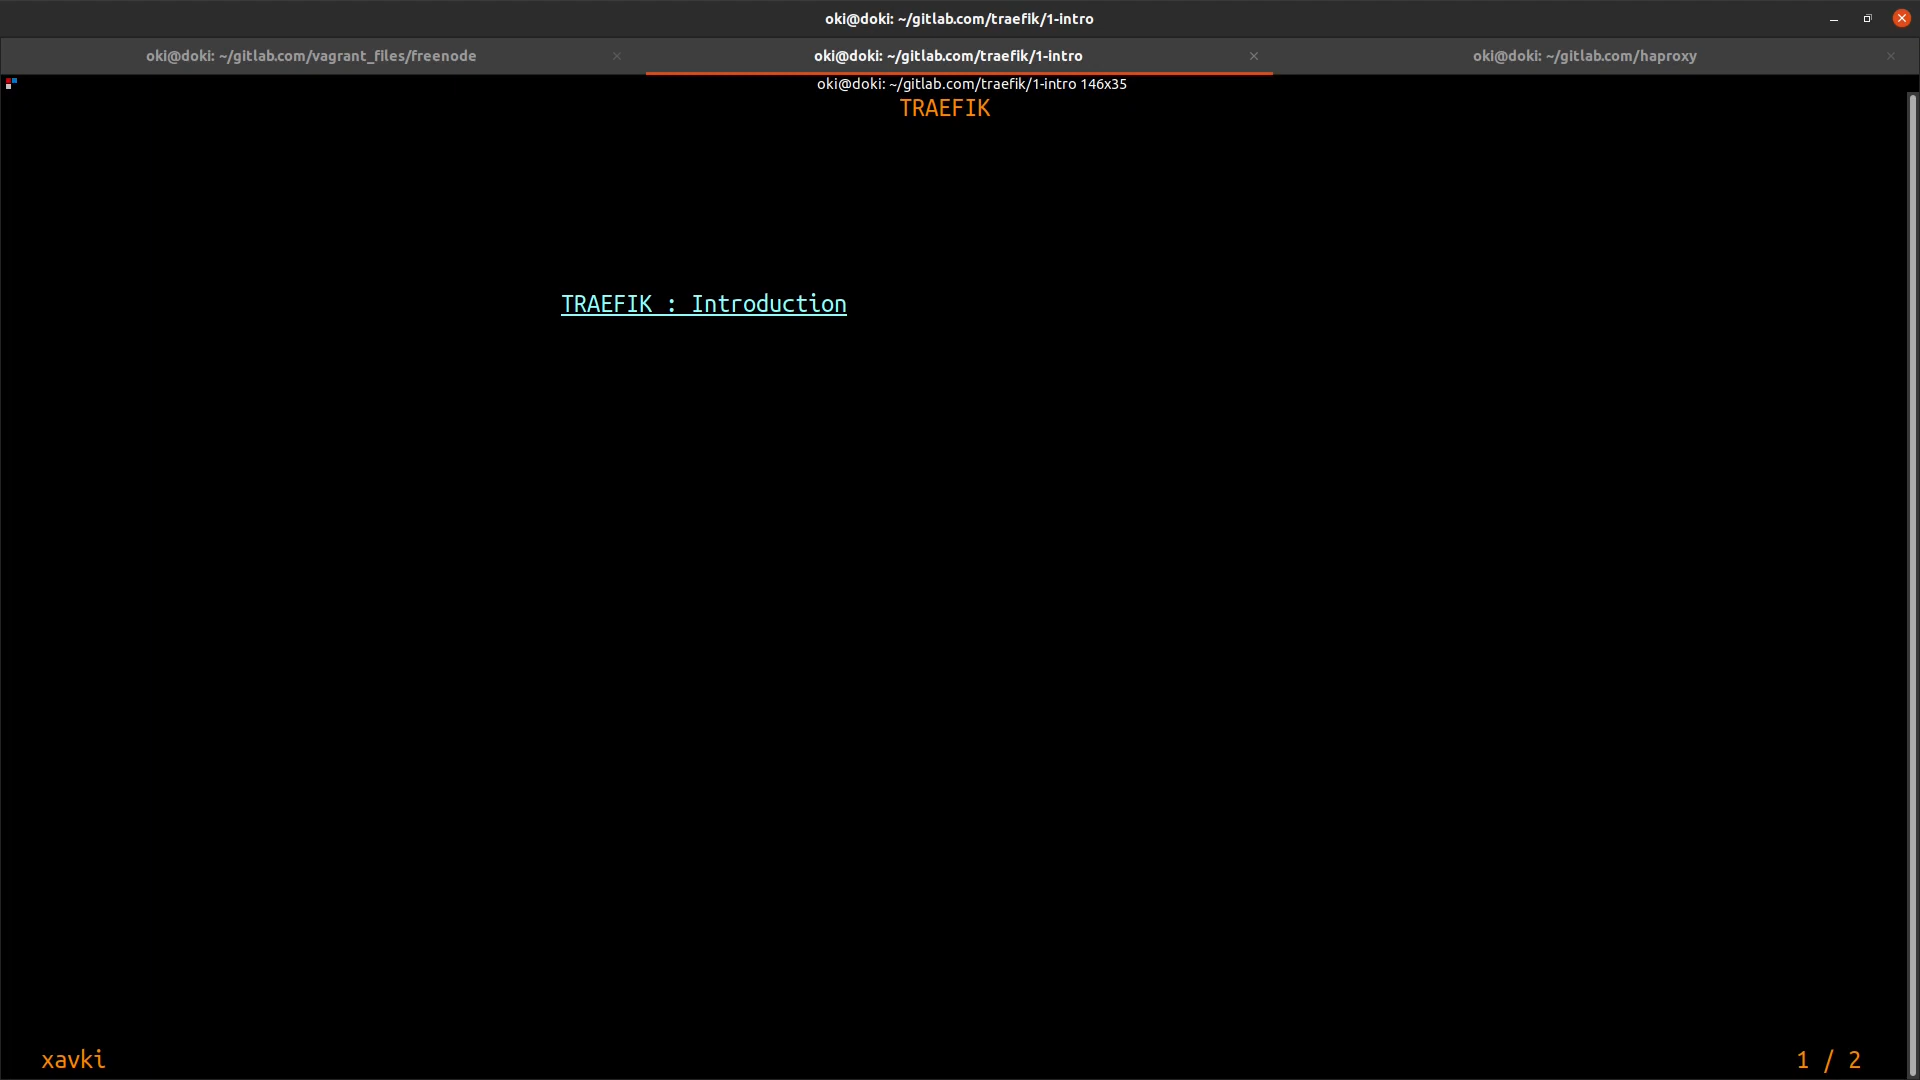 oki@doki: ~/gitlab.com/traefik/1-intro
oki@doki: ~/gitlab.com/vagrant_files/freenode
oki@doki: ~/gitlab.com/traefik/1-intro
oki@doki: ~/gitlab.com/haproxy
oki@doki: ~/gitlab.com/traefik/1-intro 146x35
TRAEFIK
TRAEFIK : Introduction
xavki
1 / 2